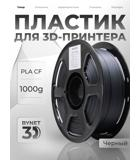 ПЛАСТИК
ДЛЯ 3D-ПРИНТЕРА
PLA CF
1000g
BYNET
3D
Черный